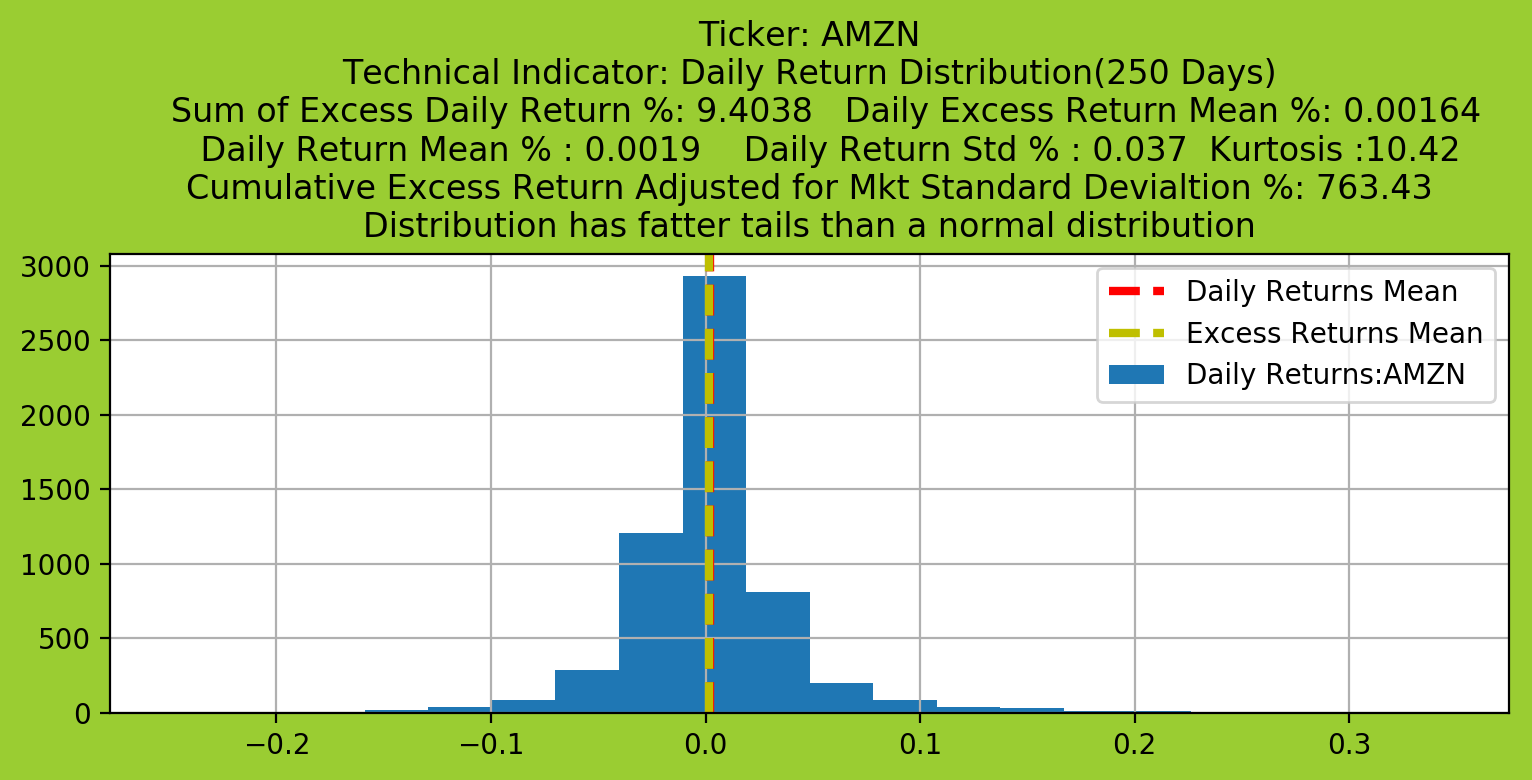 Ticker: AMZN
Technical Indicator: Daily Return Distribution(250 Days)
Sum of Excess Daily Return %: 9.4038   Daily Excess Return Mean %: 0.00164
Daily Return Mean % : 0.0019    Daily Return Std % : 0.037  Kurtosis :10.42
Cumulative Excess Return Adjusted for Mkt Standard Devialtion %: 763.43
Distribution has fatter tails than a normal distribution
3000
2500
2000
1500
1000
500
0
Daily Returns Mean
Excess Returns Mean
Daily Returns:AMZN
−0.2 −0.1 0.0 0.1 0.2 0.3